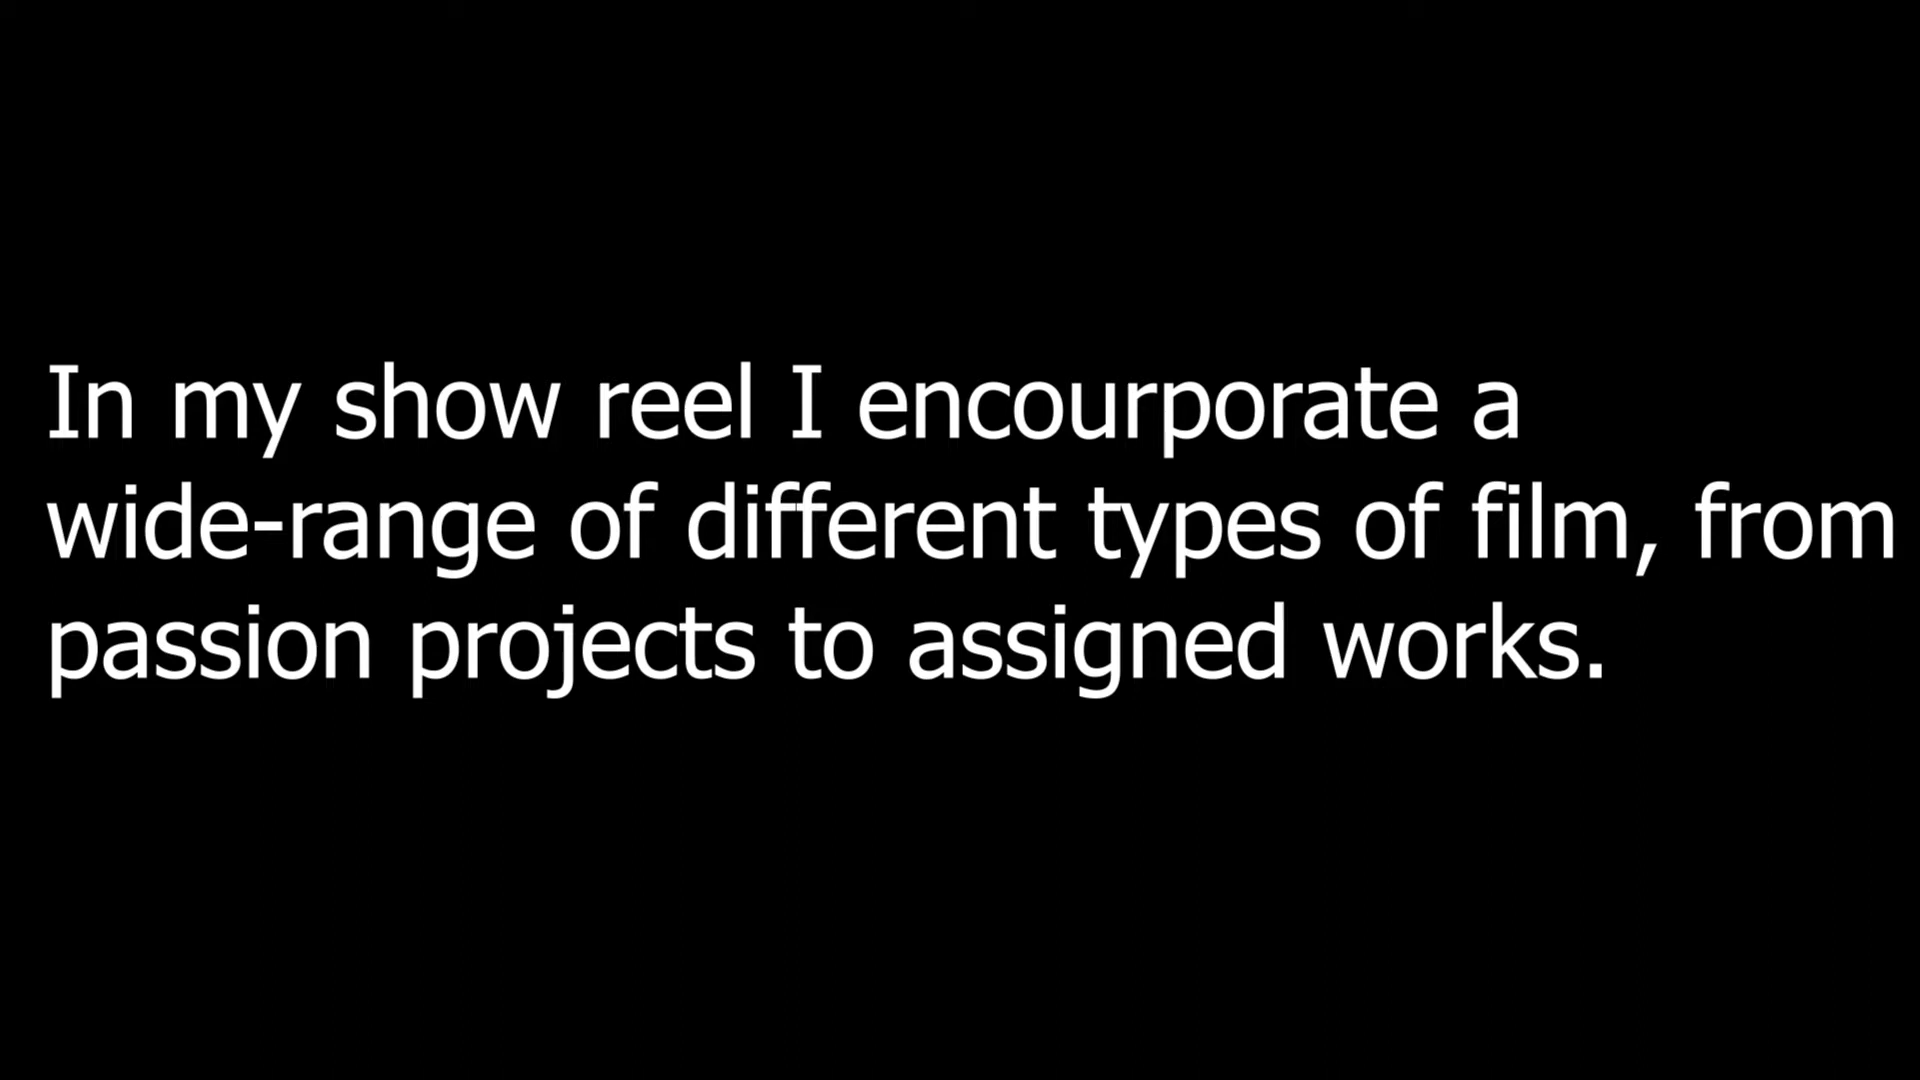 In my show reel I encourporate a
wide-range of different types of film, from
passion projects to assigned works.